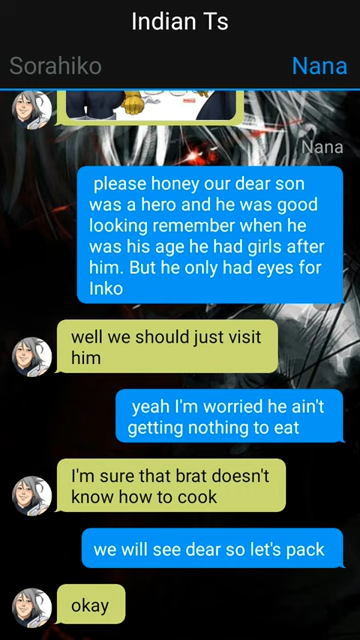 Indian Ts
Sorahiko
Nana
Nana
please honey our dear son
was a hero and he was good
looking remember when he
was his age he had girls after
him. But he only had eyes for
Inko
well we should just visit
him
yeah I'm worried he ain't
getting nothing to eat
I'm sure that brat doesn't
know how to cook
we will see dear so let's pack
okay